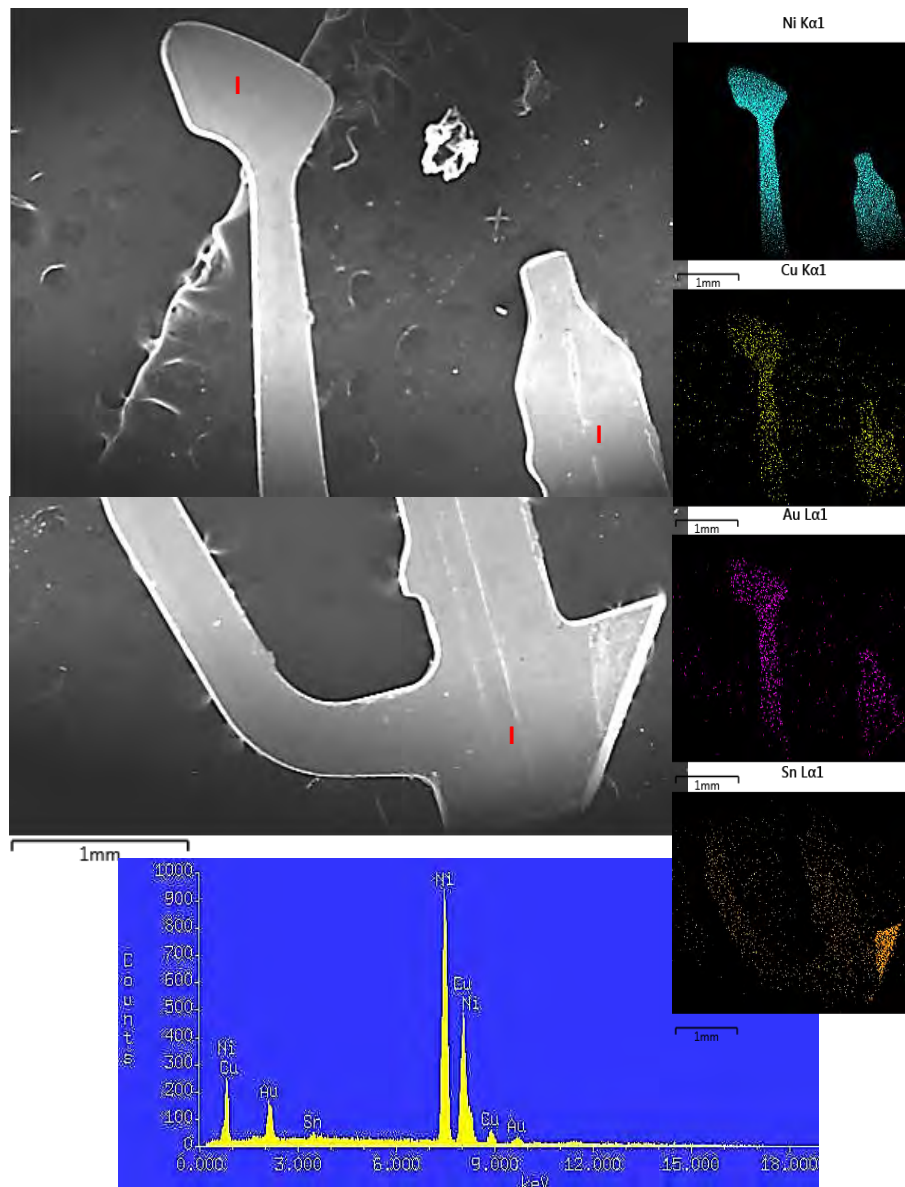 Ni Kα1
1mm
Cu Kα1
1mm
Au Lα1
1mm
Sn Lα1
1mm
1mm
Counts
1000
900
800
700
600
500
400
300
200
100
0
Ni
Cu
Au
Sn
Ni
Cu
Ni
Cu
Au
0.000 3.000 6.000 9.000 12.000 15.000 18.000
keV